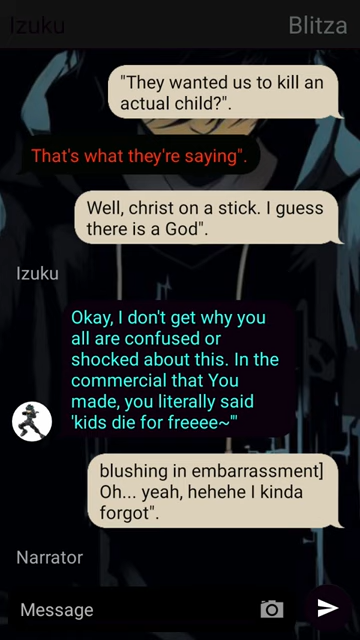 Izuku
Blitza
"They wanted us to kill an
actual child?".
That's what they're saying".
Well, christ on a stick. I guess
there is a God".
Izuku
Okay, I don't get why you
all are confused or
shocked about this. In the
commercial that You
made, you literally said
'kids die for freeee~'"
blushing in embarrassment]
Oh... yeah, hehehe I kinda
forgot".
Narrator
Message